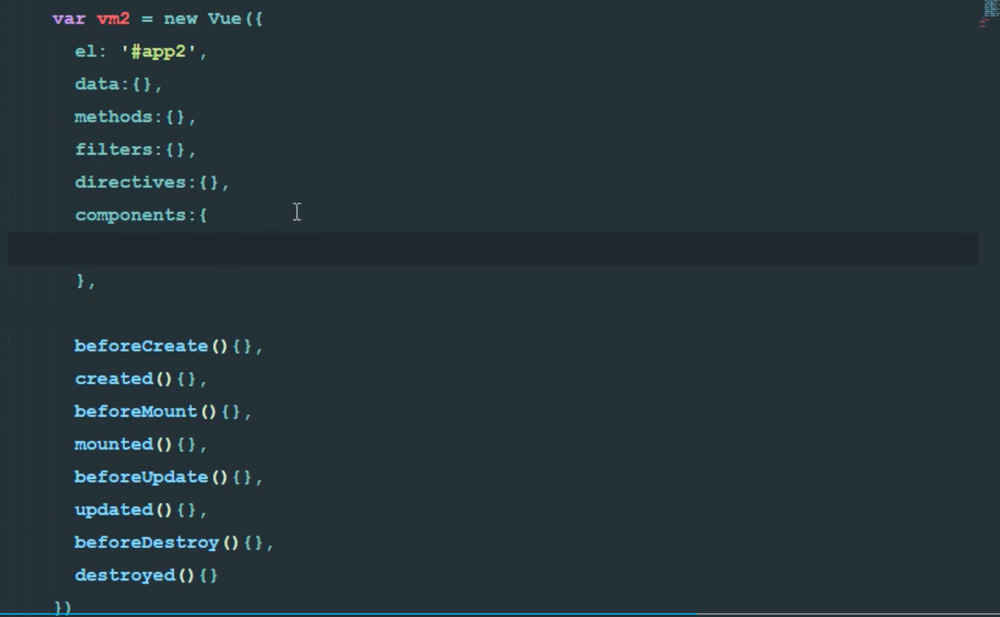 var vm2 = new Vue({
el: '#app2',
data:{},
methods:{},
filters:{},
directives:{},
components:{
},
beforeCreate(){},
created(){},
beforeMount(){},
mounted(){},
beforeUpdate(){},
updated(){},
beforeDestroy(){},
destroyed(){}
})